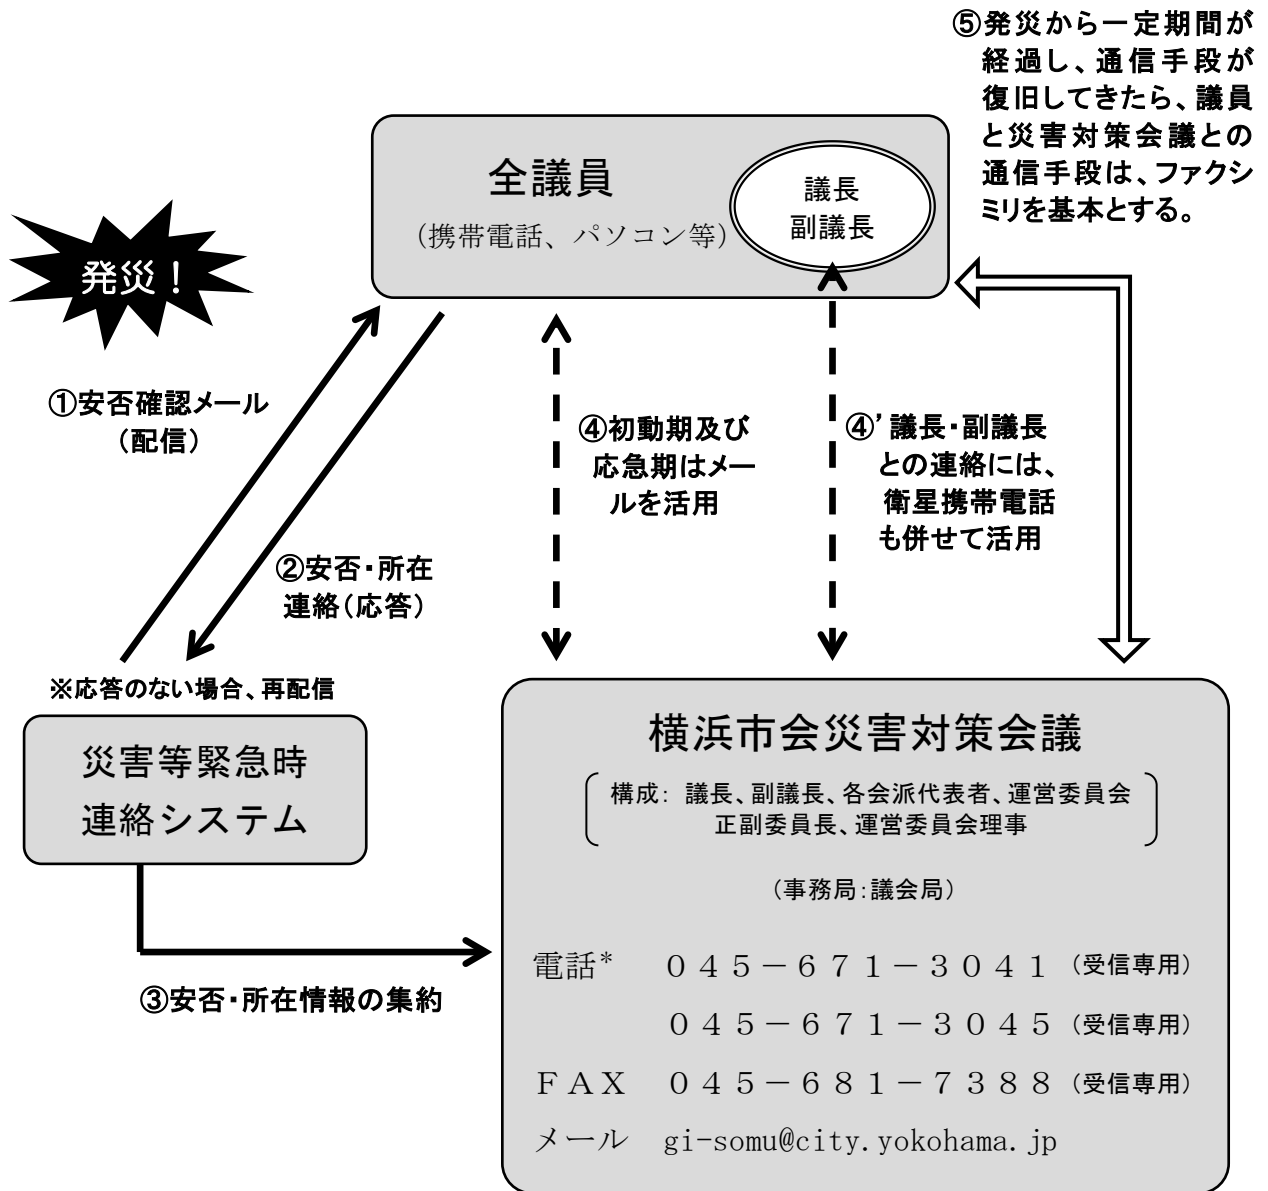 ⑤発災から一定期間が
経過し、通信手段が
復旧してきたら、議員
と災害対策会議との
通信手段は、ファクシ
ミリを基本とする。
全議員
（携帯電話、パソコン等）
議長
副議長
発災！
①安否確認メール
（配信）
②安否・所在
連絡（応答）
④初動期及び
応急期はメー
ルを活用
④’議長・副議長
との連絡には、
衛星携帯電話
も併せて活用
※応答のない場合、再配信
災害等緊急時
連絡システム
③安否・所在情報の集約
横浜市会災害対策会議
構成： 議長、副議長、各会派代表者、運営委員会
正副委員長、運営委員会理事
（事務局：議会局）
電話* ０４５－６７１－３０４１（受信専用）
０４５－６７１－３０４５（受信専用）
ＦＡＸ ０４５－６８１－７３８８（受信専用）
メール gi-somu@city.yokohama.jp